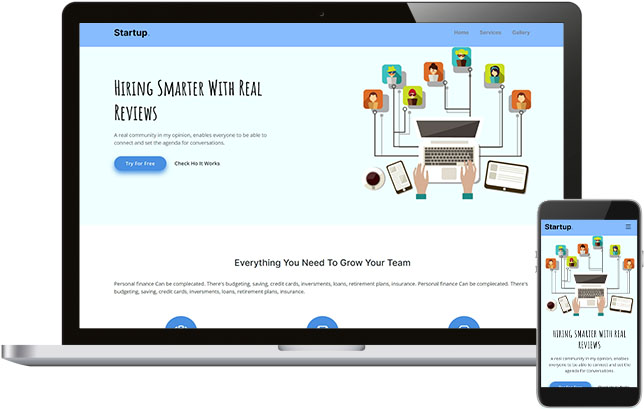 Startup.
Home Services Gallery
Hiring Smarter With Real
Reviews
A real community in my opinion, enables everyone to be able to
connect and set the agenda for conversations.
Try For Free Check Ho It Works
Everything You Need To Grow Your Team
Personal finance Can be complecated. There's budgeting, saving, credit cards, inversments, loans, retirement plans, insurance. Personal finance Can be complecated. There's
budgeting, saving, credit cards, inversments, loans, retirement plans, insurance.
Startup.
Hiring Smarter With Real
Reviews
A real community in my opinion, enables
everyone to be able to connect and set the
agenda for conversations.